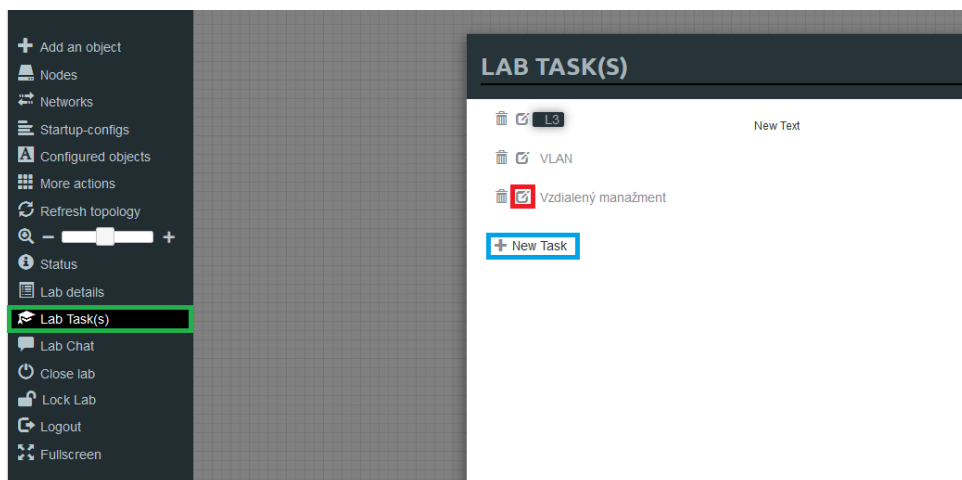 Add an object
Nodes
Networks
Startup-configs
Configured objects
More actions
Refresh topology
Status
Lab details
Lab Task(s)
Lab Chat
Close lab
Lock Lab
Logout
Fullscreen
LAB TASK(S)
L3
New Text
VLAN
Vzdialený manažment
New Task